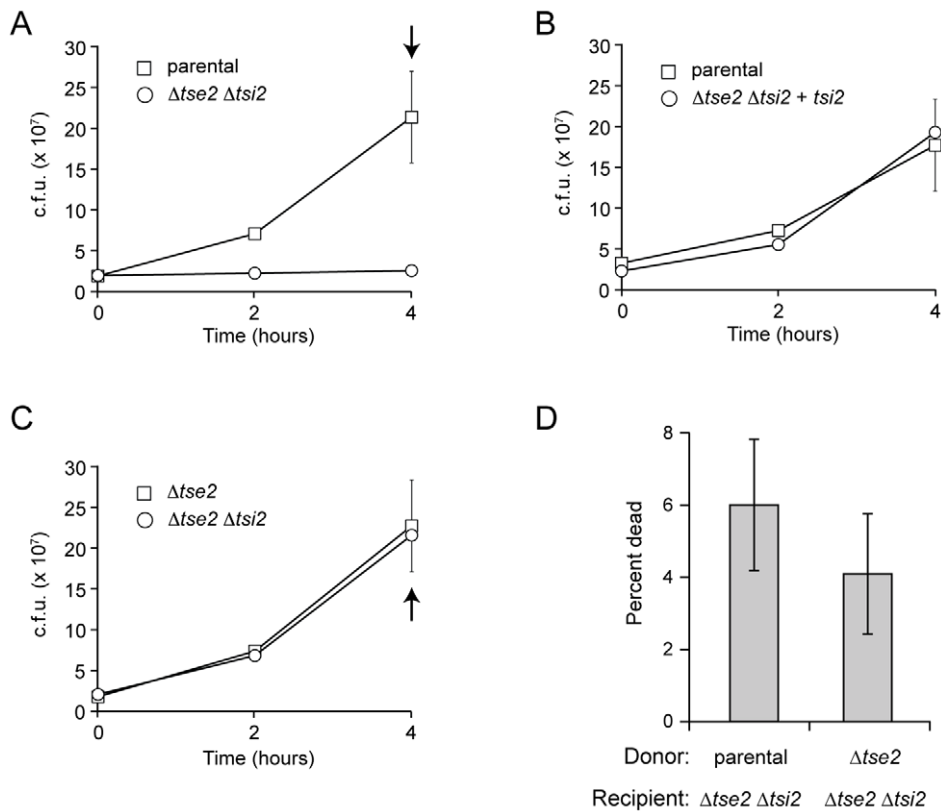 A
30
25
20
15
10
5
0
c.f.u. (x 10⁷)
parental
Δtse2 Δtsi2
0 2 4
Time (hours)
B
30
25
20
15
10
5
0
c.f.u. (x 10⁷)
parental
Δtse2 Δtsi2 + tsi2
0 2 4
Time (hours)
C
30
25
20
15
10
5
0
c.f.u. (x 10⁷)
Δtse2
Δtse2 Δtsi2
0 2 4
Time (hours)
D
8
6
4
2
0
Percent dead
Donor: parental Δtse2
Recipient: Δtse2 Δtsi2 Δtse2 Δtsi2